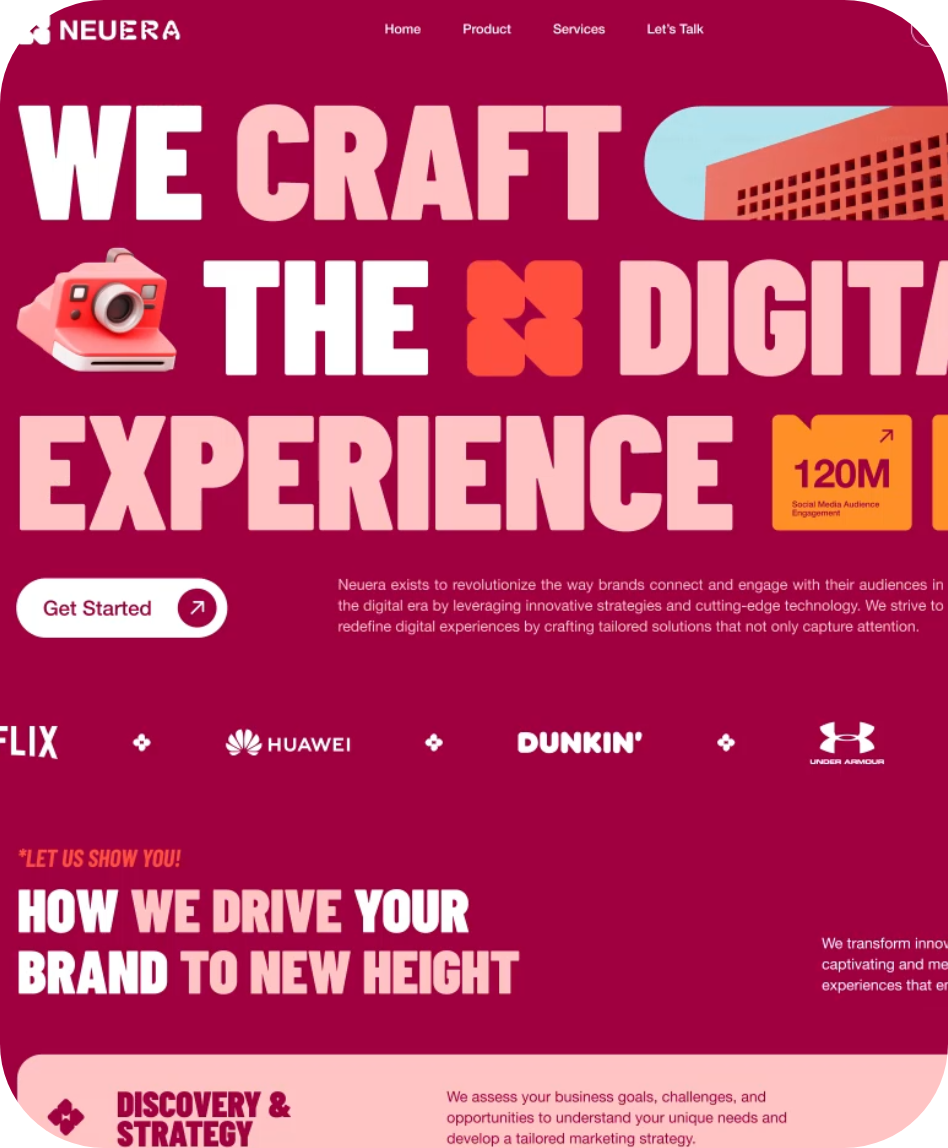 NEUERA
Home Product Services Let's Talk
WE CRAFT
THE DIGITA
EXPERIENCE
120M
Social Media Audience
Engagement
Get Started
Neuera exists to revolutionize the way brands connect and engage with their audiences in
the digital era by leveraging innovative strategies and cutting-edge technology. We strive to
redefine digital experiences by crafting tailored solutions that not only capture attention.
FLIX HUAWEI DUNKIN' UNDER ARMOUR
*LET US SHOW YOU!
HOW WE DRIVE YOUR
BRAND TO NEW HEIGHT
We transform innov
captivating and me
experiences that en
DISCOVERY &
STRATEGY
We assess your business goals, challenges, and
opportunities to understand your unique needs and
develop a tailored marketing strategy.